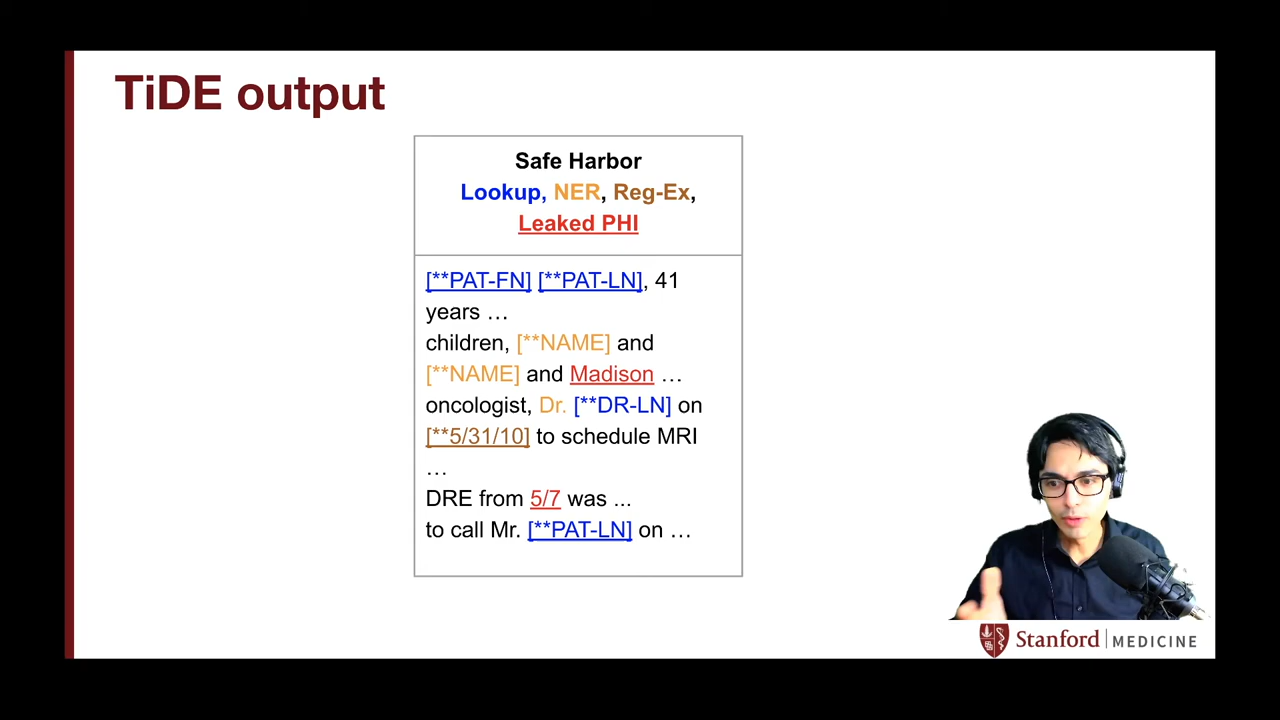 TiDE output
Safe Harbor
Lookup, NER, Reg-Ex,
Leaked PHI
[**PAT-FN] [**PAT-LN], 41
years …
children, [**NAME] and
[**NAME] and Madison …
oncologist, Dr. [**DR-LN] on
[**5/31/10] to schedule MRI
…
DRE from 5/7 was ...
to call Mr. [**PAT-LN] on …
Stanford MEDICINE